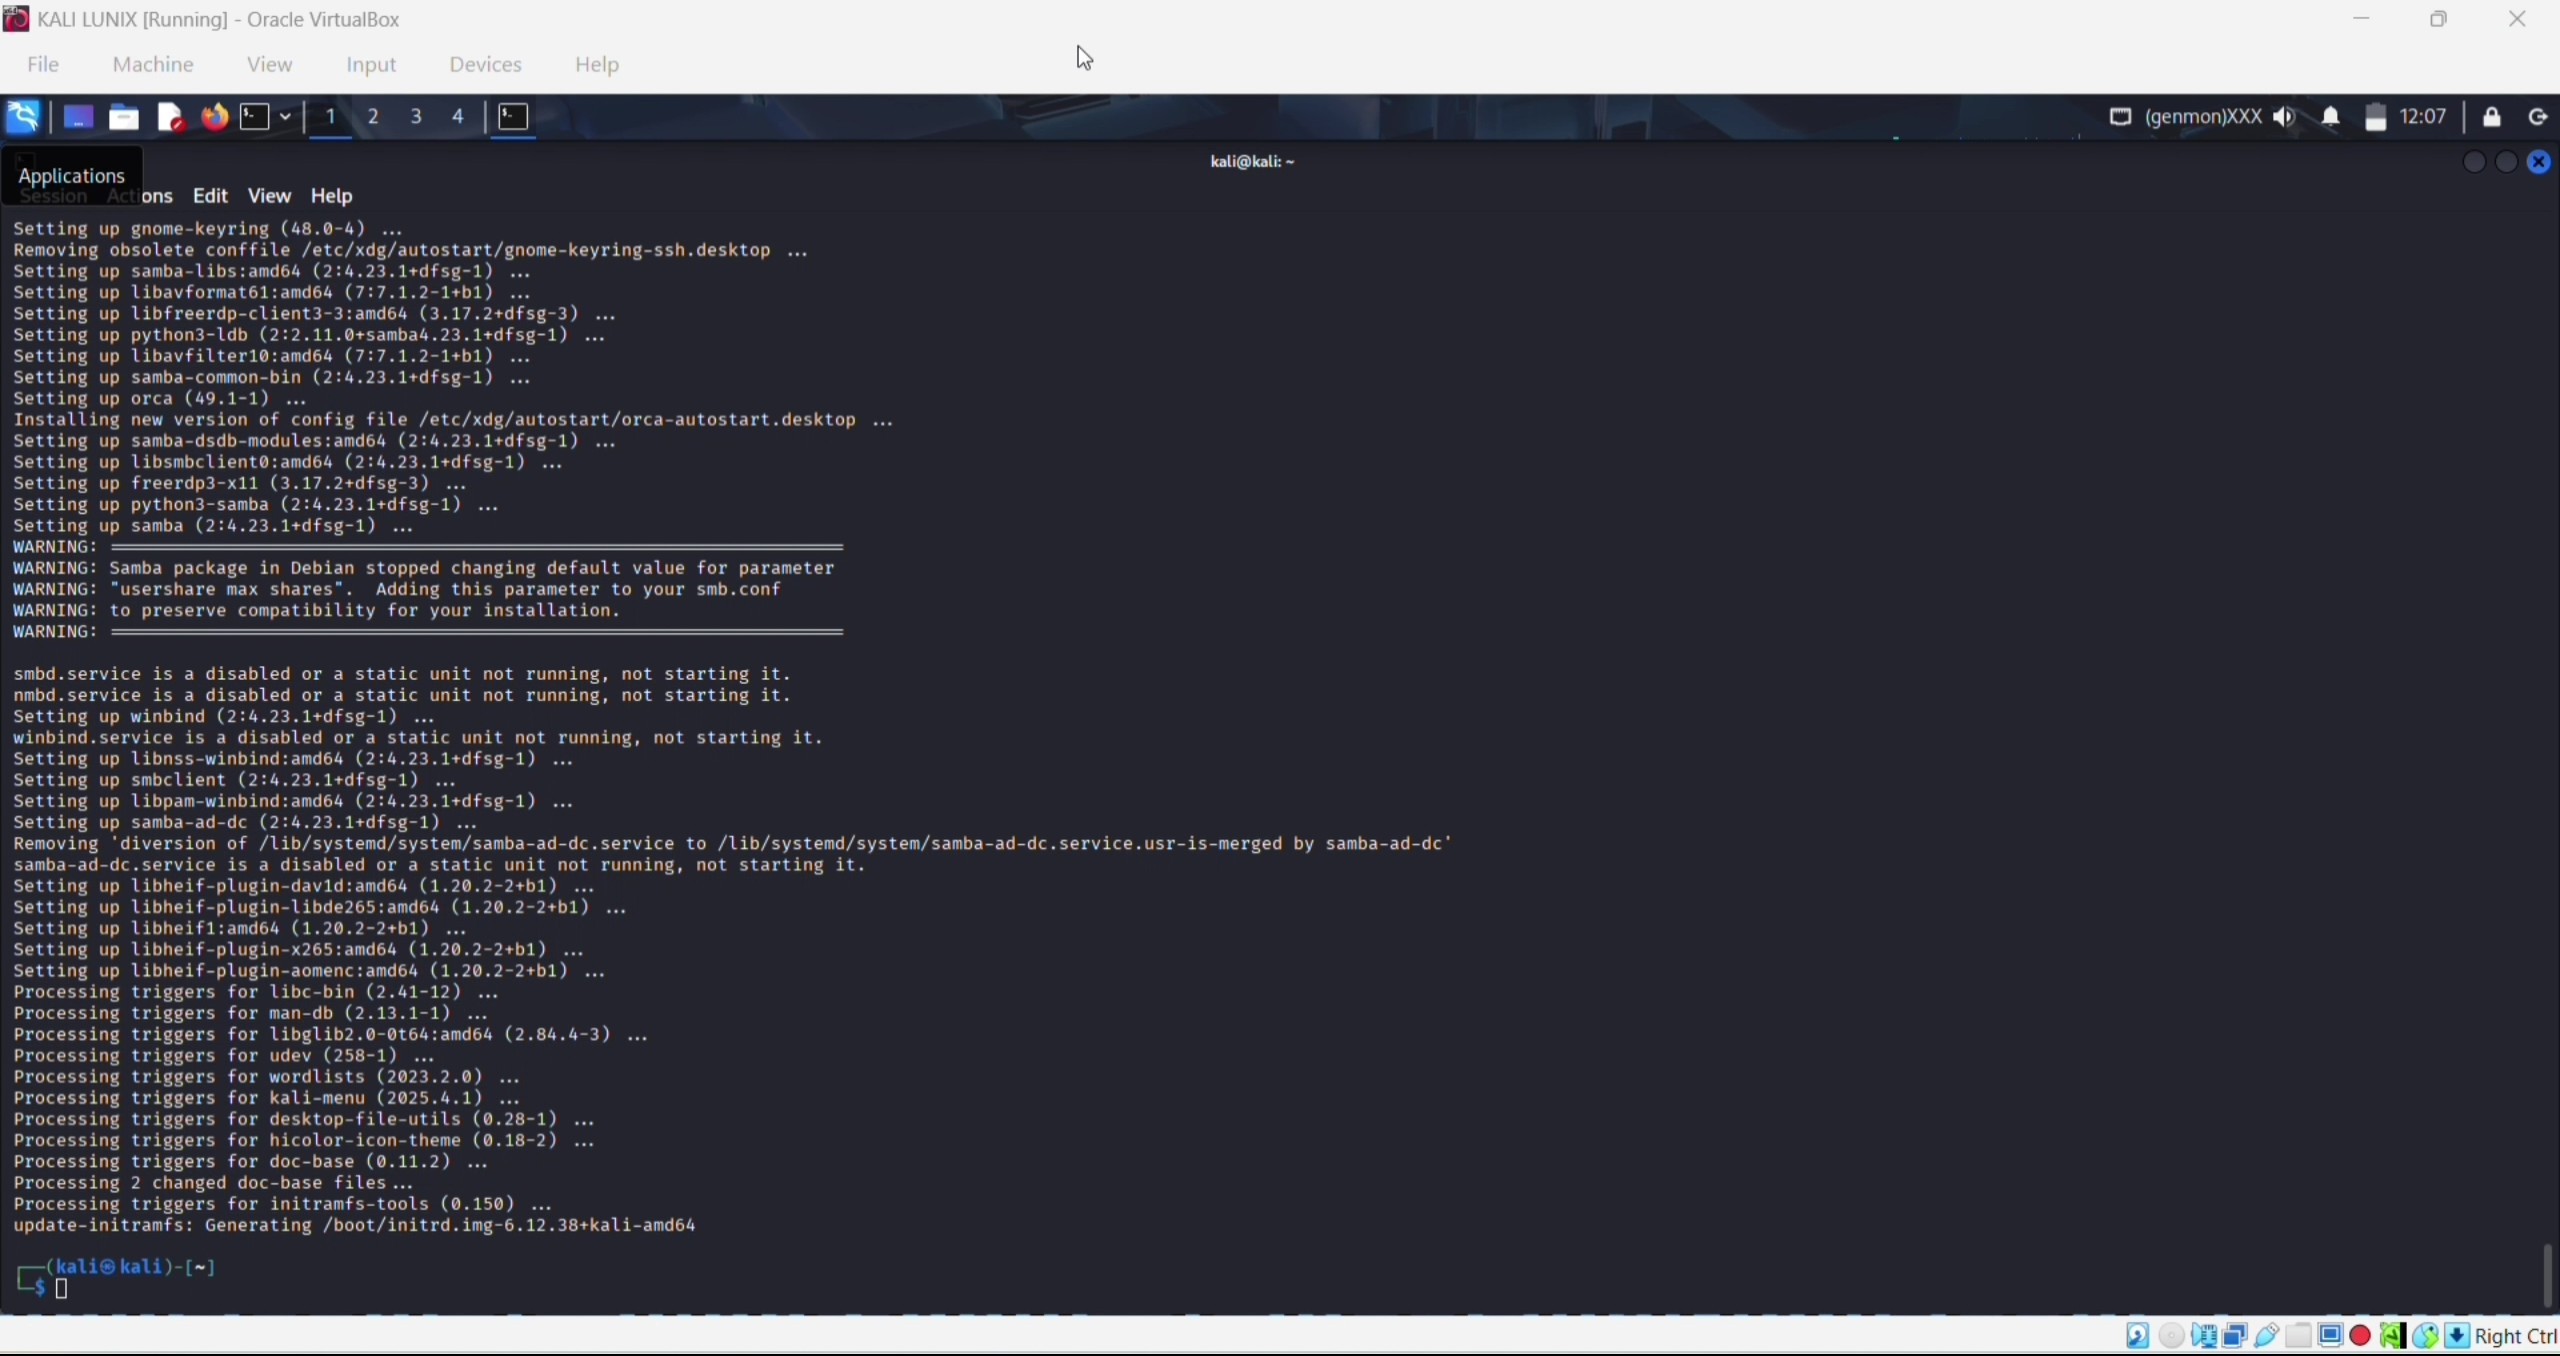 KALI LUNIX [Running] - Oracle VirtualBox
File Machine View Input Devices Help
1 2 3 4 (genmon)XXX 12:07
kali@kali: ~
Applications
Session Actions Edit View Help
Setting up gnome-keyring (48.0-4) ...
Removing obsolete conffile /etc/xdg/autostart/gnome-keyring-ssh.desktop ...
Setting up samba-libs:amd64 (2:4.23.1+dfsg-1) ...
Setting up libavformat61:amd64 (7:7.1.2-1+b1) ...
Setting up libfreerdp-client3-3:amd64 (3.17.2+dfsg-3) ...
Setting up python3-ldb (2:2.11.0+samba4.23.1+dfsg-1) ...
Setting up libavfilter10:amd64 (7:7.1.2-1+b1) ...
Setting up samba-common-bin (2:4.23.1+dfsg-1) ...
Setting up orca (49.1-1) ...
Installing new version of config file /etc/xdg/autostart/orca-autostart.desktop ...
Setting up samba-dsdb-modules:amd64 (2:4.23.1+dfsg-1) ...
Setting up libsmbclient0:amd64 (2:4.23.1+dfsg-1) ...
Setting up freerdp3-x11 (3.17.2+dfsg-3) ...
Setting up python3-samba (2:4.23.1+dfsg-1) ...
Setting up samba (2:4.23.1+dfsg-1) ...
WARNING: ====================================================================
WARNING: Samba package in Debian stopped changing default value for parameter
WARNING: "usershare max shares".  Adding this parameter to your smb.conf
WARNING: to preserve compatibility for your installation.
WARNING: ====================================================================
smbd.service is a disabled or a static unit not running, not starting it.
nmbd.service is a disabled or a static unit not running, not starting it.
Setting up winbind (2:4.23.1+dfsg-1) ...
winbind.service is a disabled or a static unit not running, not starting it.
Setting up libnss-winbind:amd64 (2:4.23.1+dfsg-1) ...
Setting up smbclient (2:4.23.1+dfsg-1) ...
Setting up libpam-winbind:amd64 (2:4.23.1+dfsg-1) ...
Setting up samba-ad-dc (2:4.23.1+dfsg-1) ...
Removing 'diversion of /lib/systemd/system/samba-ad-dc.service to /lib/systemd/system/samba-ad-dc.service.usr-is-merged by samba-ad-dc'
samba-ad-dc.service is a disabled or a static unit not running, not starting it.
Setting up libheif-plugin-dav1d:amd64 (1.20.2-2+b1) ...
Setting up libheif-plugin-libde265:amd64 (1.20.2-2+b1) ...
Setting up libheif1:amd64 (1.20.2-2+b1) ...
Setting up libheif-plugin-x265:amd64 (1.20.2-2+b1) ...
Setting up libheif-plugin-aomenc:amd64 (1.20.2-2+b1) ...
Processing triggers for libc-bin (2.41-12) ...
Processing triggers for man-db (2.13.1-1) ...
Processing triggers for libglib2.0-0t64:amd64 (2.84.4-3) ...
Processing triggers for udev (258-1) ...
Processing triggers for wordlists (2023.2.0) ...
Processing triggers for kali-menu (2025.4.1) ...
Processing triggers for desktop-file-utils (0.28-1) ...
Processing triggers for hicolor-icon-theme (0.18-2) ...
Processing triggers for doc-base (0.11.2) ...
Processing 2 changed doc-base files...
Processing triggers for initramfs-tools (0.150) ...
update-initramfs: Generating /boot/initrd.img-6.12.38+kali-amd64
┌──(kali㉿kali)-[~]
└─$
Right Ctrl